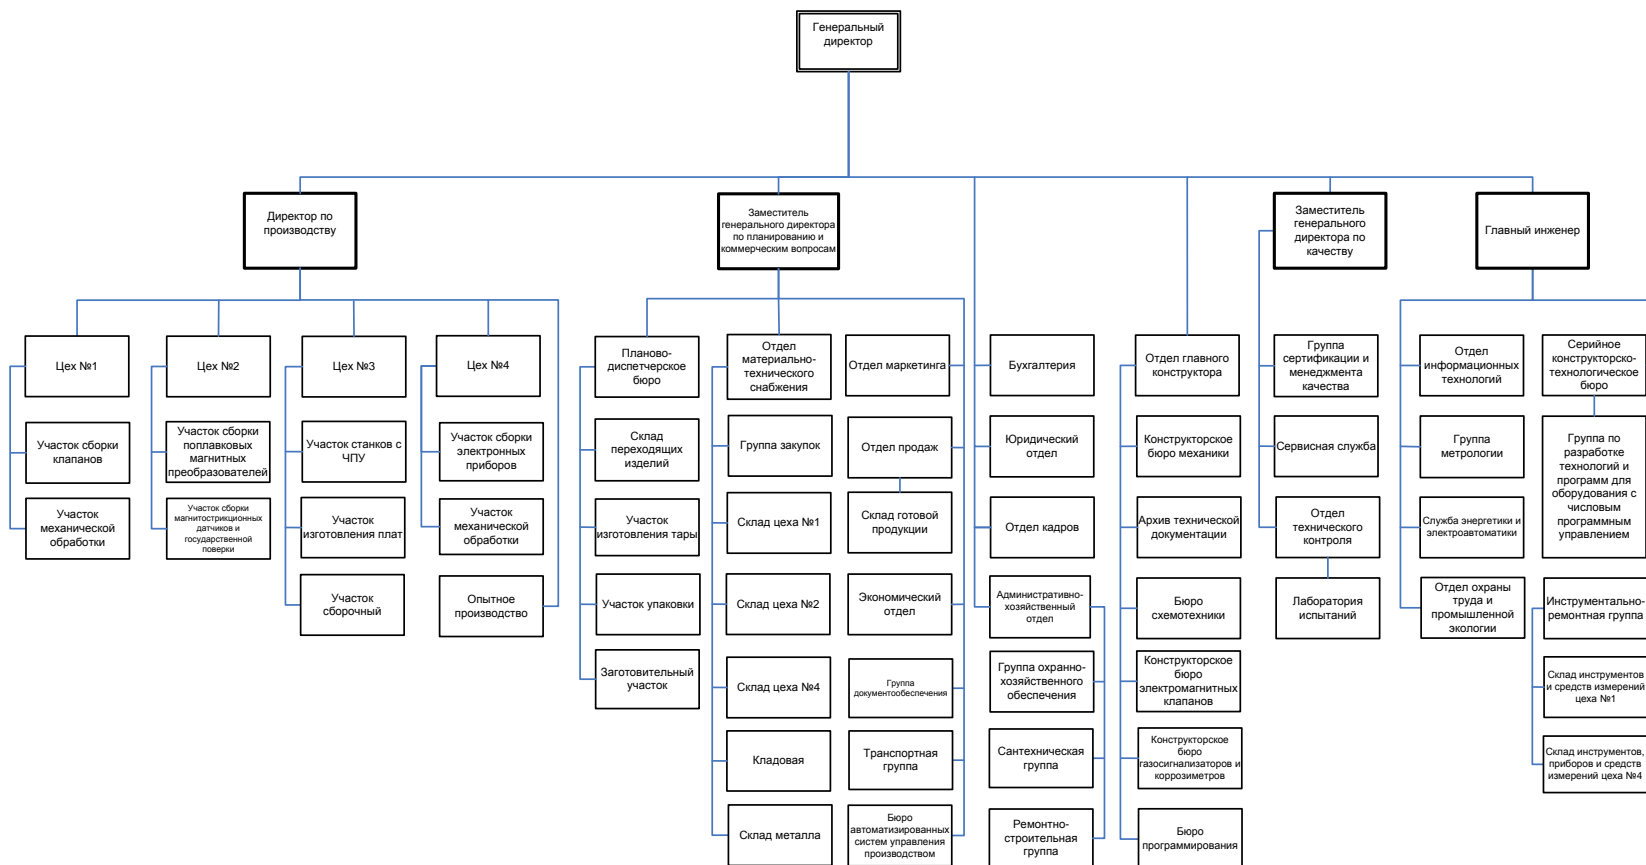 Генеральный
директор
Директор по
производству
Заместитель
генерального директора
по планированию и
коммерческим вопросам
Заместитель
генерального
директора по
качеству
Главный инженер
Цех №1
Участок сборки
клапанов
Участок
механической
обработки
Цех №2
Участок сборки
поплавковых
магнитных
преобразователей
Участок сборки
магнитострикционных
датчиков и
государственной
поверки
Цех №3
Участок станков с
ЧПУ
Участок
изготовления плат
Участок
сборочный
Цех №4
Участок сборки
электронных
приборов
Участок
механической
обработки
Опытное
производство
Планово-
диспетчерское
бюро
Склад
переходящих
изделий
Участок
изготовления тары
Участок упаковки
Заготовительный
участок
Отдел
материально-
технического
снабжения
Группа закупок
Склад цеха №1
Склад цеха №2
Склад цеха №4
Кладовая
Склад металла
Отдел маркетинга
Отдел продаж
Склад готовой
продукции
Экономический
отдел
Группа
документообеспечения
Транспортная
группа
Бюро
автоматизированных
систем управления
производством
Бухгалтерия
Юридический
отдел
Отдел кадров
Административно-
хозяйственный
отдел
Группа охранно-
хозяйственного
обеспечения
Сантехническая
группа
Ремонтно-
строительная
группа
Отдел главного
конструктора
Конструкторское
бюро механики
Архив технической
документации
Бюро
схемотехники
Конструкторское
бюро
электромагнитных
клапанов
Конструкторское
бюро
газосигнализаторов и
коррозиметров
Бюро
программирования
Группа
сертификации и
менеджмента
качества
Сервисная служба
Отдел
технического
контроля
Лаборатория
испытаний
Отдел
информационных
технологий
Группа
метрологии
Служба энергетики и
электроавтоматики
Отдел охраны
труда и
промышленной
экологии
Серийное
конструкторско-
технологическое
бюро
Группа по
разработке
технологий и
программ для
оборудования с
числовым
программным
управлением
Инструментально-
ремонтная группа
Склад инструментов
и средств измерений
цеха №1
Склад инструментов,
приборов и средств
измерений цеха №4